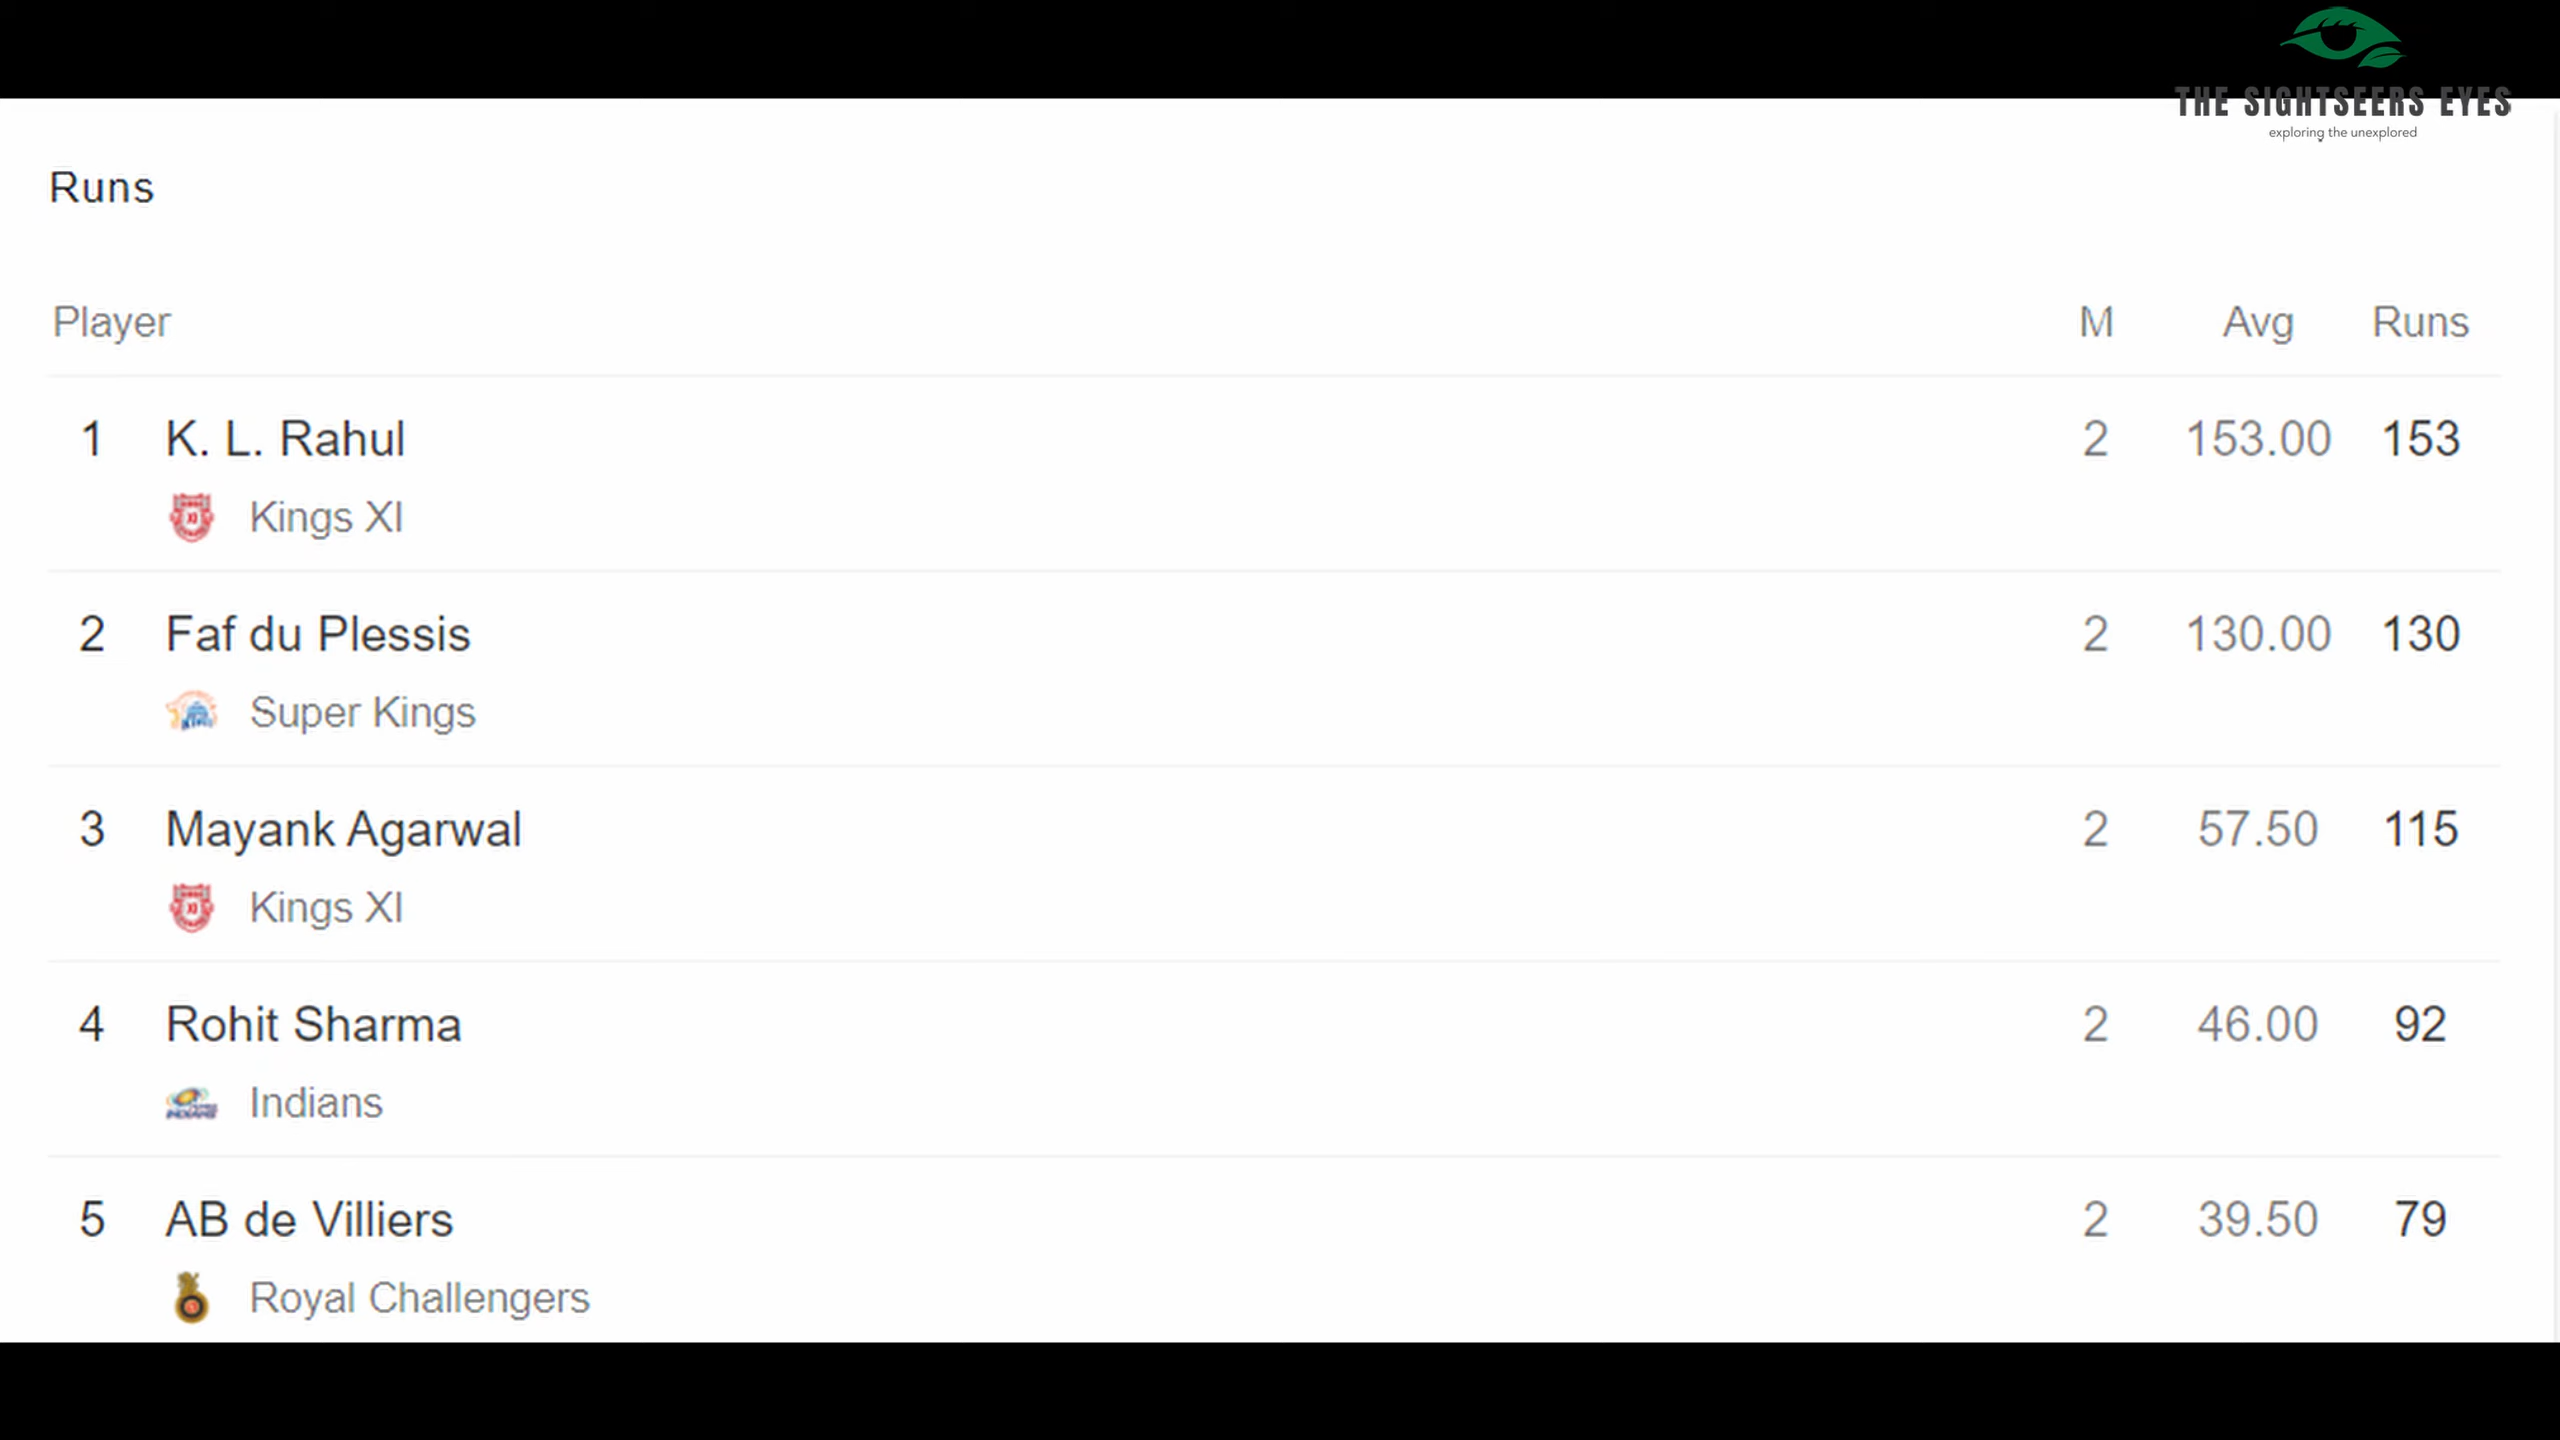 THE SIGHTSEERS EYES
exploring the unexplored
Runs
Player M Avg Runs
1 K. L. Rahul 2 153.00 153
Kings XI
2 Faf du Plessis 2 130.00 130
Super Kings
3 Mayank Agarwal 2 57.50 115
Kings XI
4 Rohit Sharma 2 46.00 92
Indians
5 AB de Villiers 2 39.50 79
Royal Challengers